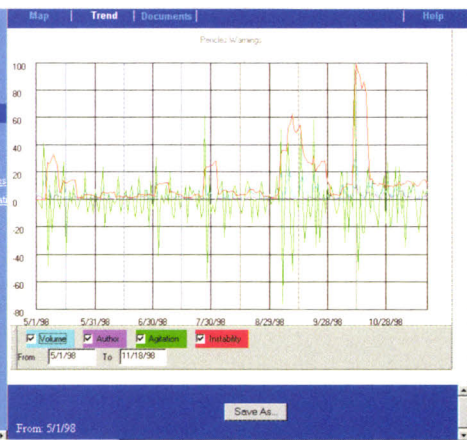 Map Trend Documents Help
100
80
60
40
20
0
-20
-40
-60
-80
5/1/98 5/31/98 6/30/98 7/30/98 8/29/98 9/28/98 10/28/98
Volume Author Agitation Instability
From 5/1/98 To 11/18/98
Save As...
From: 5/1/98